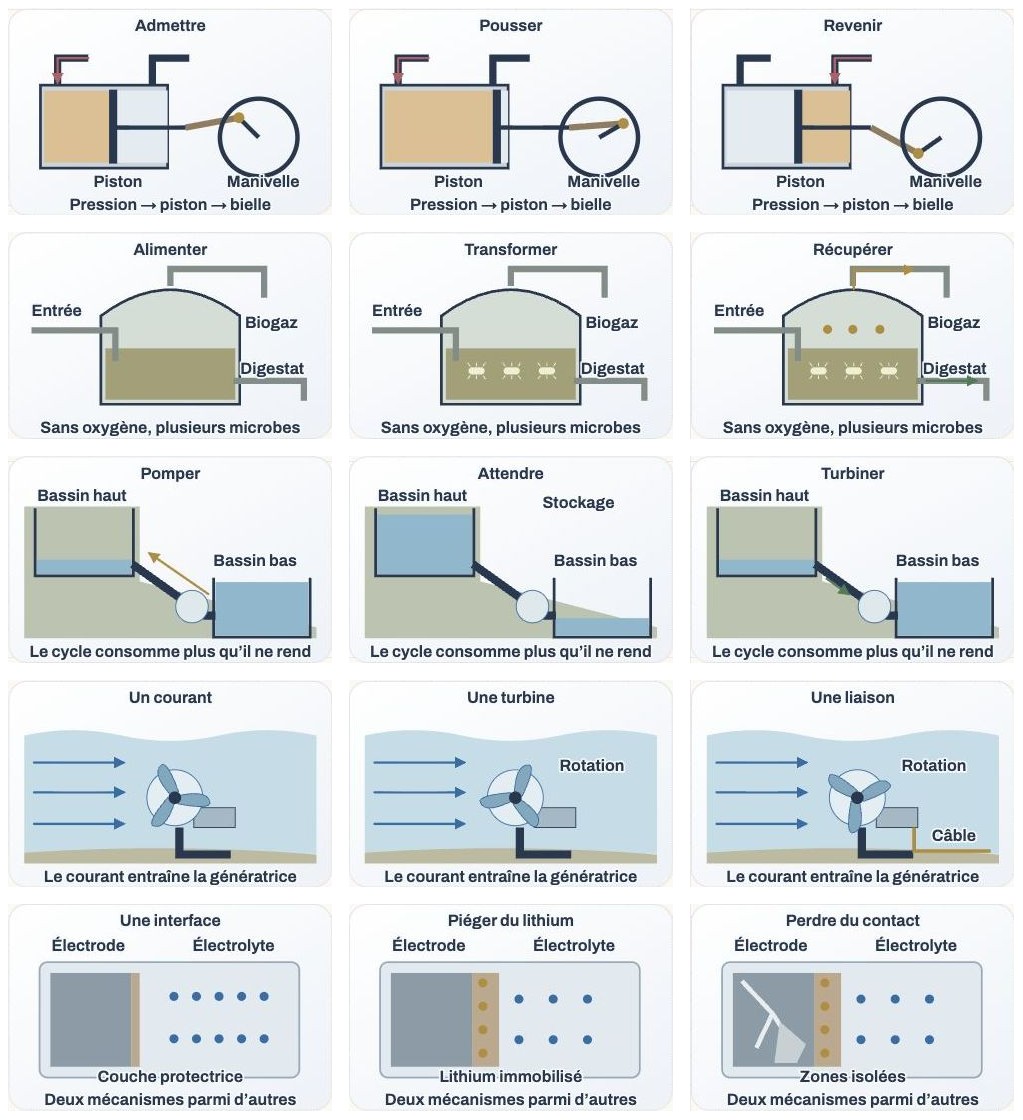 Admettre
Piston
Manivelle
Pression → piston → bielle
Pousser
Piston
Manivelle
Pression → piston → bielle
Revenir
Piston
Manivelle
Pression → piston → bielle
Alimenter
Entrée
Biogaz
Digestat
Sans oxygène, plusieurs microbes
Transformer
Entrée
Biogaz
Digestat
Sans oxygène, plusieurs microbes
Récupérer
Entrée
Biogaz
Digestat
Sans oxygène, plusieurs microbes
Pomper
Bassin haut
Bassin bas
Le cycle consomme plus qu’il ne rend
Attendre
Bassin haut
Stockage
Bassin bas
Le cycle consomme plus qu’il ne rend
Turbiner
Bassin haut
Bassin bas
Le cycle consomme plus qu’il ne rend
Un courant
Le courant entraîne la génératrice
Une turbine
Rotation
Le courant entraîne la génératrice
Une liaison
Rotation
Câble
Le courant entraîne la génératrice
Une interface
Électrode
Électrolyte
Couche protectrice
Deux mécanismes parmi d’autres
Piéger du lithium
Électrode
Électrolyte
Lithium immobilisé
Deux mécanismes parmi d’autres
Perdre du contact
Électrode
Électrolyte
Zones isolées
Deux mécanismes parmi d’autres